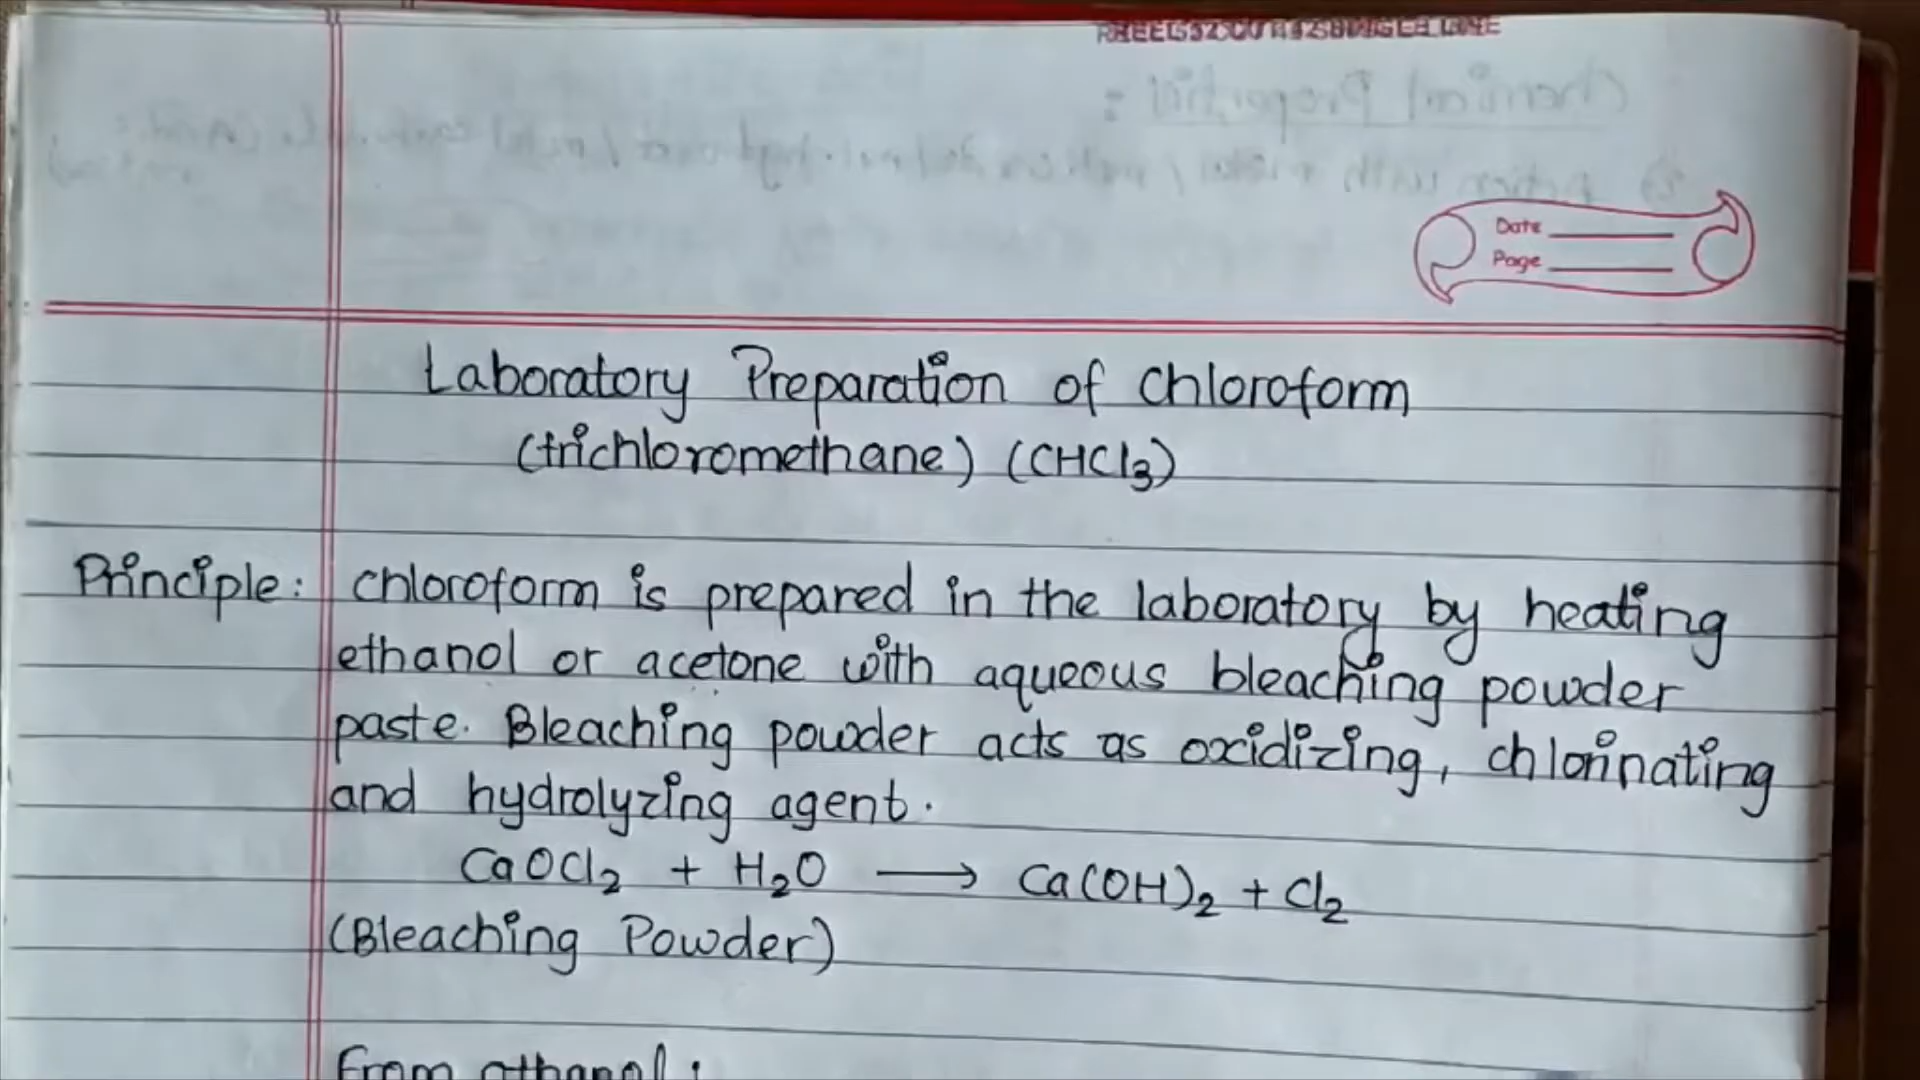 Date
Page
Laboratory Preparation of Chloroform
(trichloromethane) (CHCl₃)
Principle: Chloroform is prepared in the laboratory by heating
ethanol or acetone with aqueous bleaching powder
paste. Bleaching powder acts as oxidizing, chlorinating
and hydrolyzing agent.
CaOCl₂ + H₂O ⟶ Ca(OH)₂ + Cl₂
(Bleaching Powder)
From ethanol :